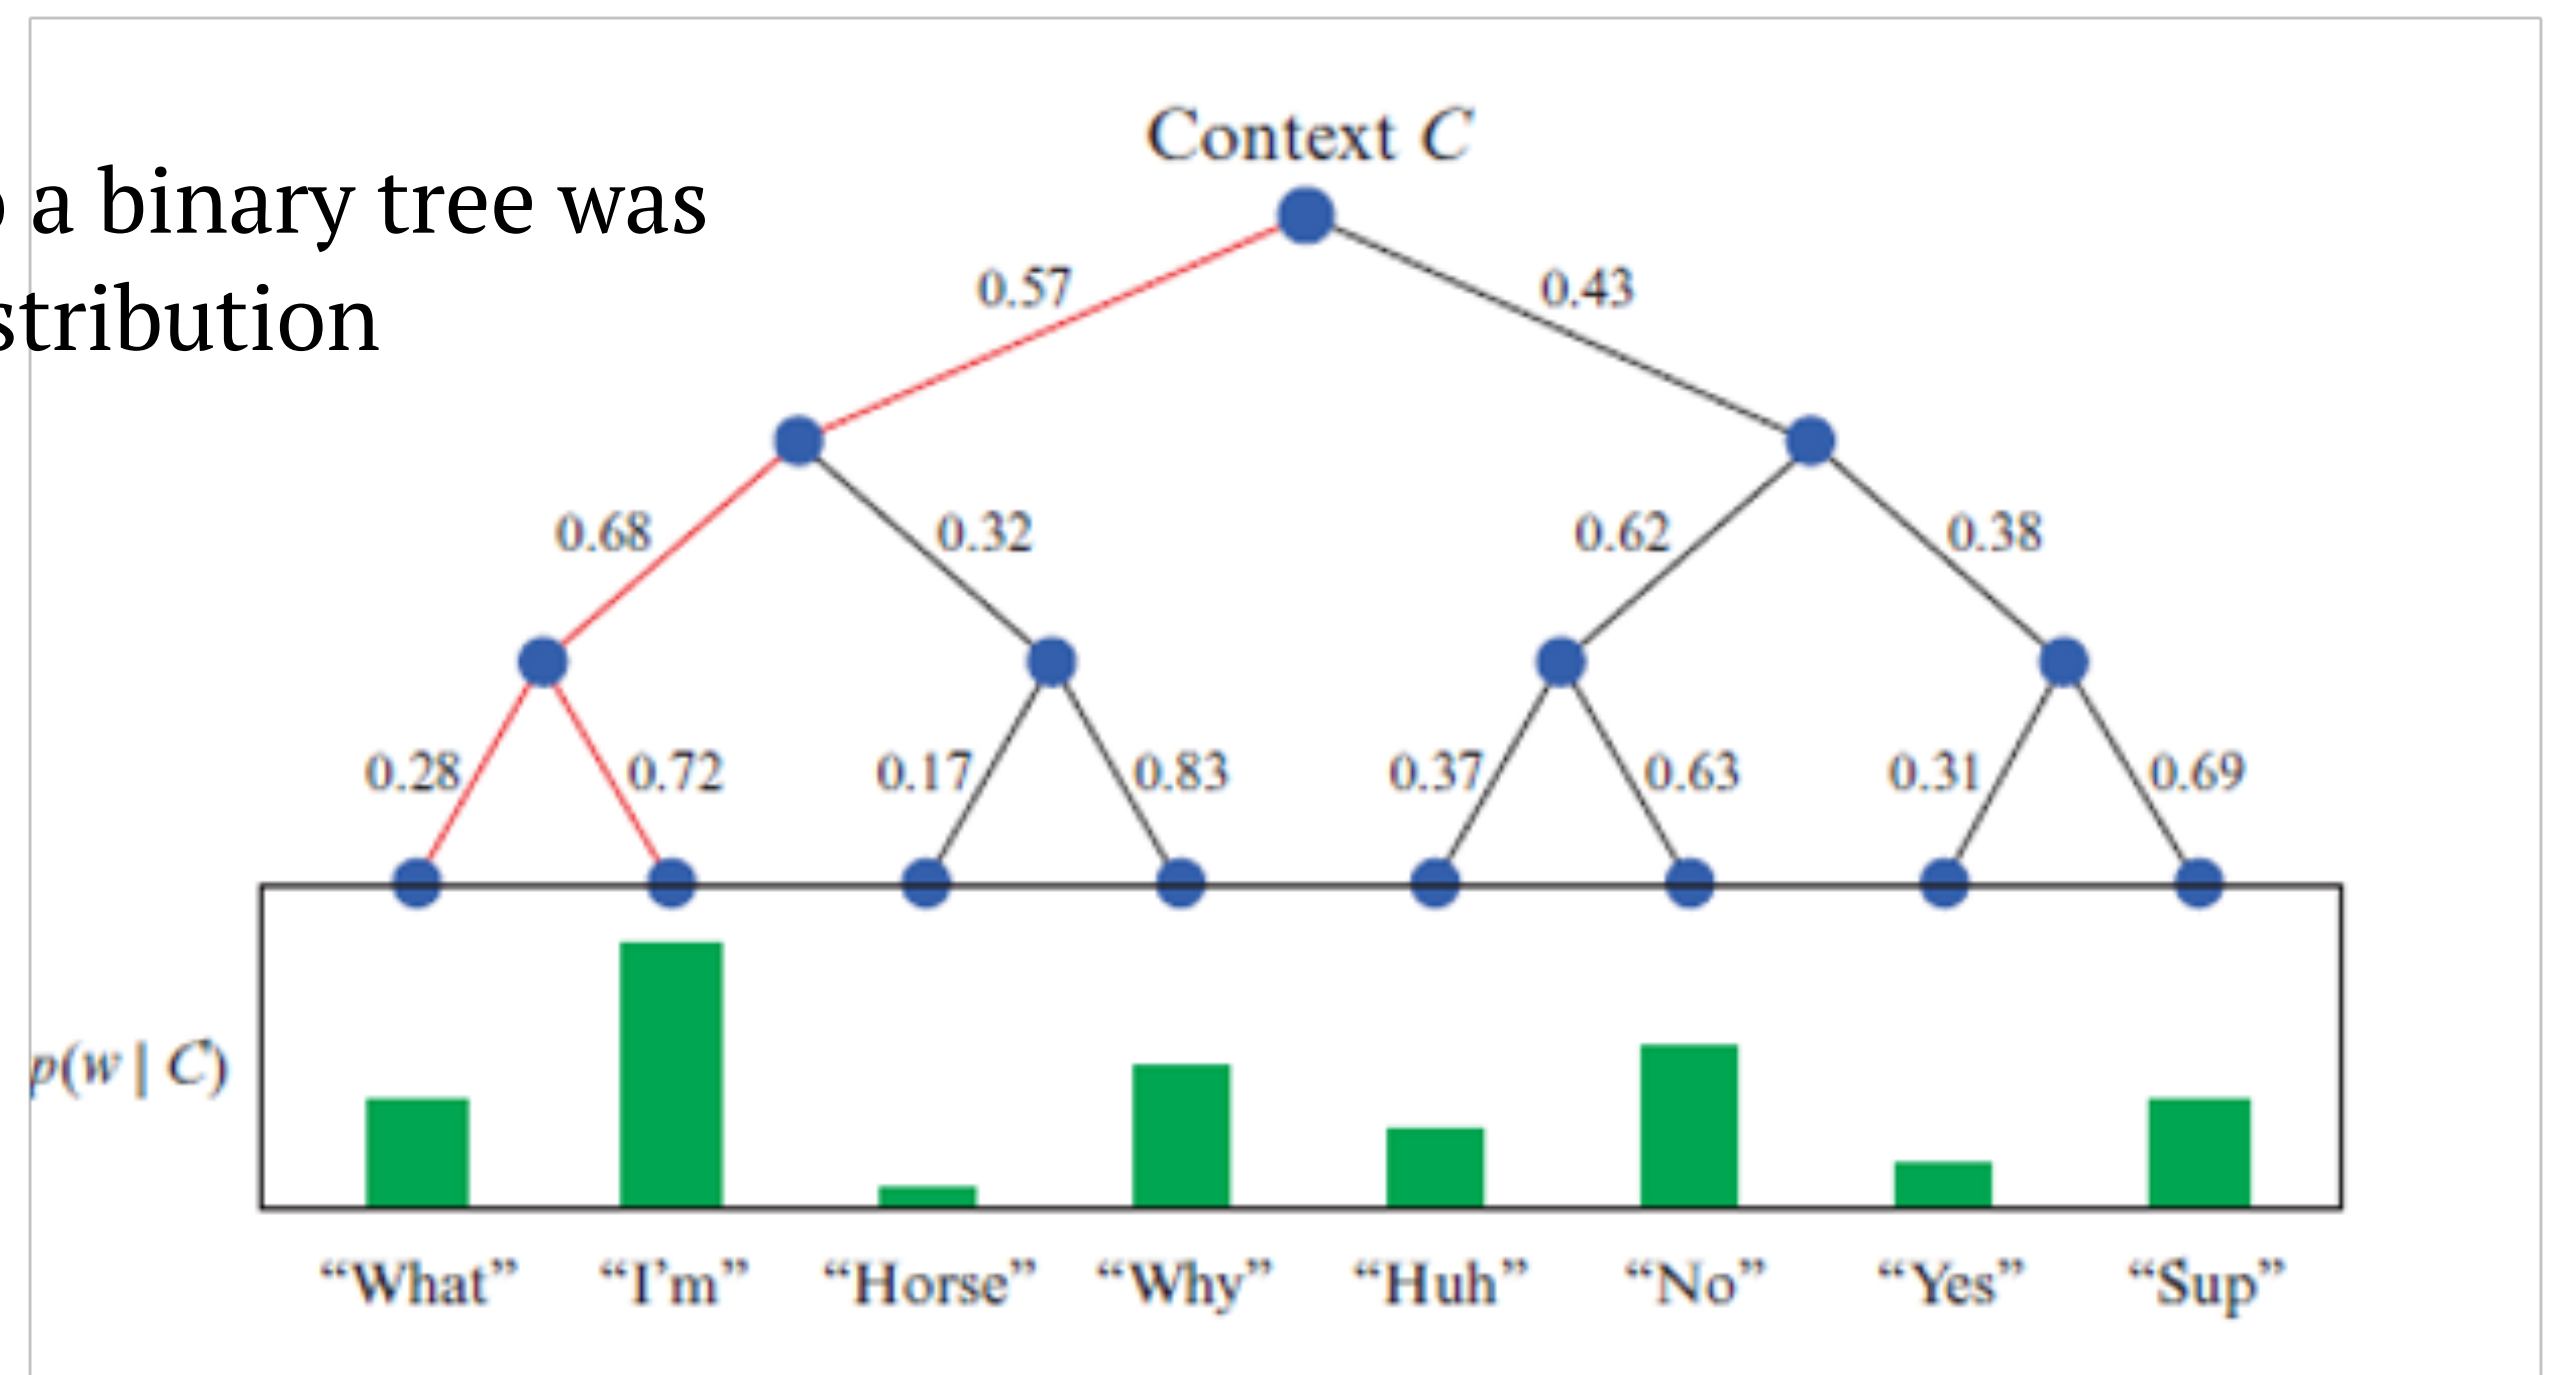 Context C
a binary tree was
stribution
0.57 0.43
0.68 0.32 0.62 0.38
0.28 0.72 0.17 0.83 0.37 0.63 0.31 0.69
p(w | C)
“What” “I’m” “Horse” “Why” “Huh” “No” “Yes” “Sup”